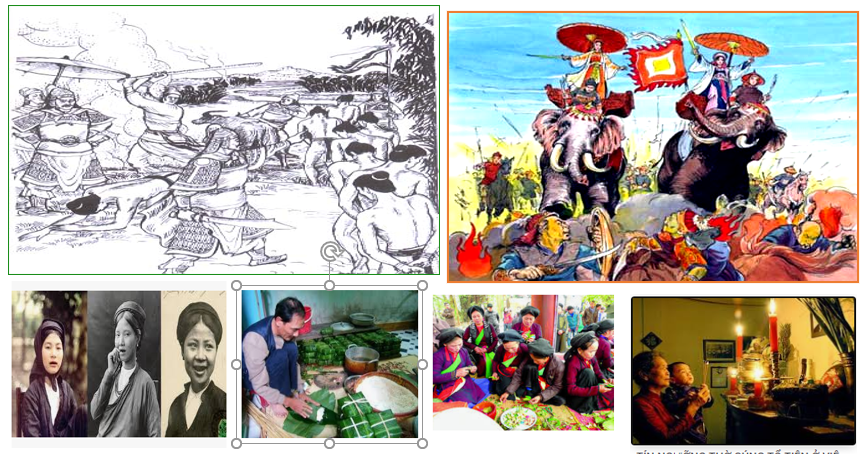 TÍN NGƯỠNG THỜ CÚNG TỔ TIÊN Ở